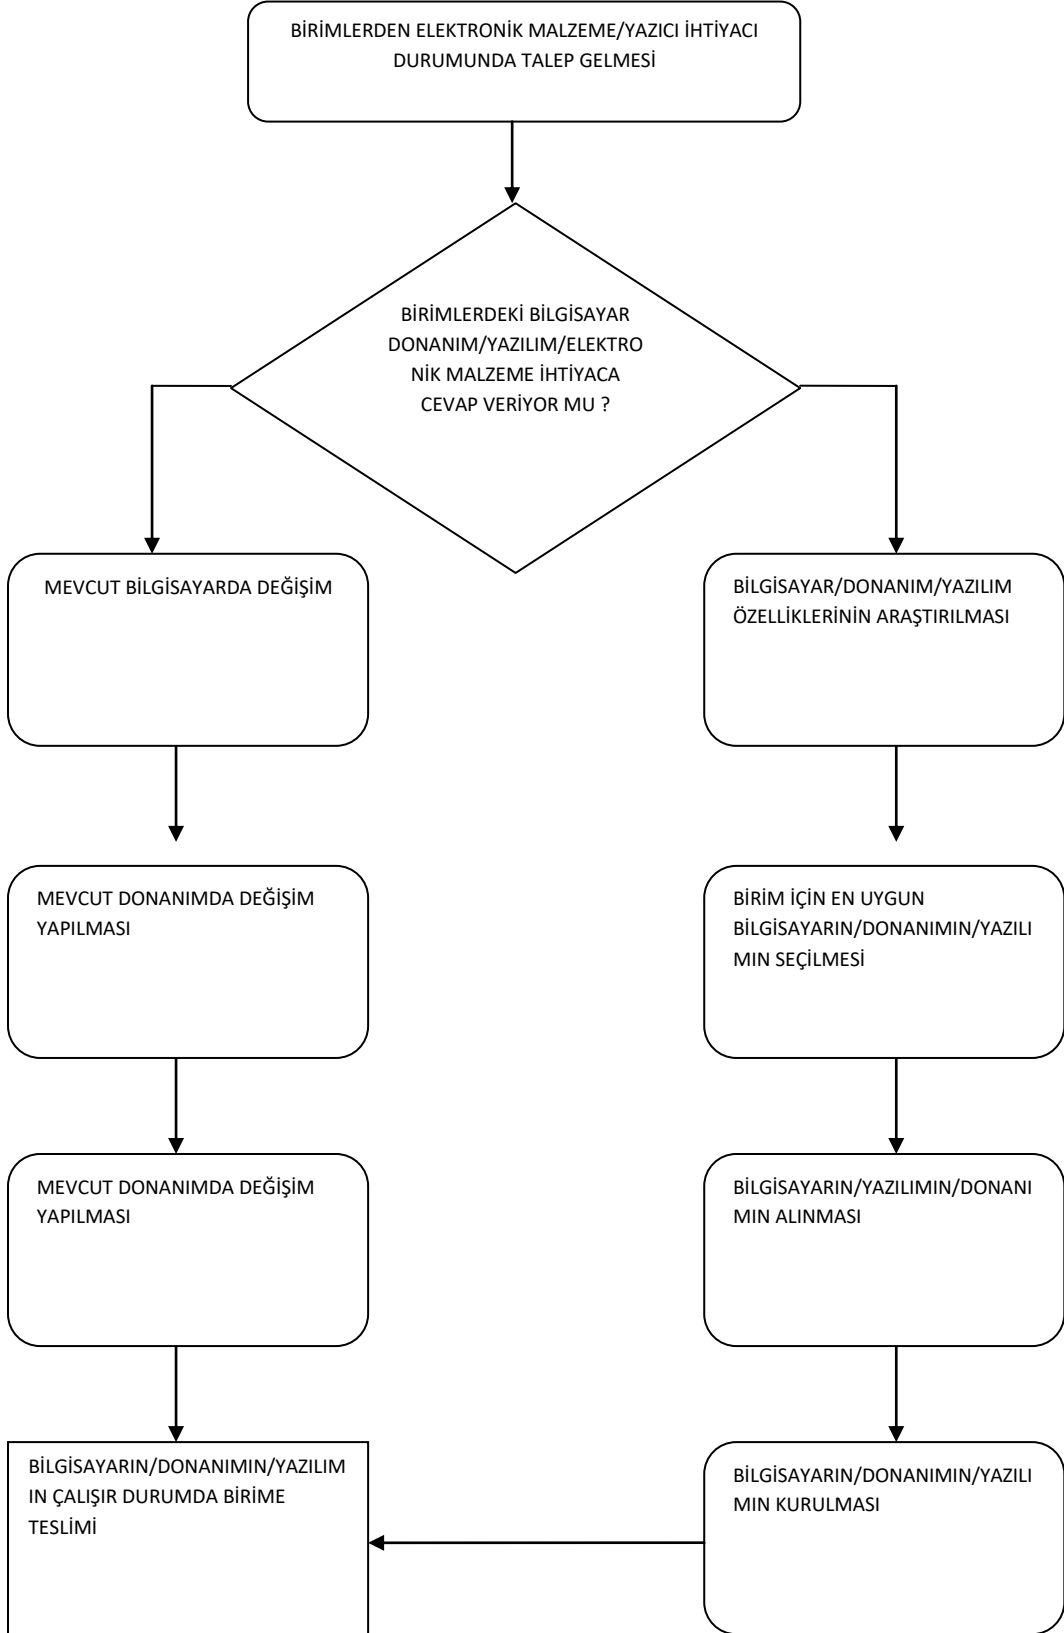 BİRİMLERDEN ELEKTRONİK MALZEME/YAZICI İHTİYACI
DURUMUNDA TALEP GELMESİ
BİRİMLERDEKİ BİLGİSAYAR
DONANIM/YAZILIM/ELEKTRO
NİK MALZEME İHTİYACA
CEVAP VERİYOR MU ?
MEVCUT BİLGİSAYARDA DEĞİŞİM
BİLGİSAYAR/DONANIM/YAZILIM
ÖZELLİKLERİNİN ARAŞTIRILMASI
MEVCUT DONANIMDA DEĞİŞİM
YAPILMASI
BİRİM İÇİN EN UYGUN
BİLGİSAYARIN/DONANIMIN/YAZILI
MIN SEÇİLMESİ
MEVCUT DONANIMDA DEĞİŞİM
YAPILMASI
BİLGİSAYARIN/YAZILIMIN/DONANI
MIN ALINMASI
BİLGİSAYARIN/DONANIMIN/YAZILIM
IN ÇALIŞIR DURUMDA BİRİME
TESLİMİ
BİLGİSAYARIN/DONANIMIN/YAZILI
MIN KURULMASI